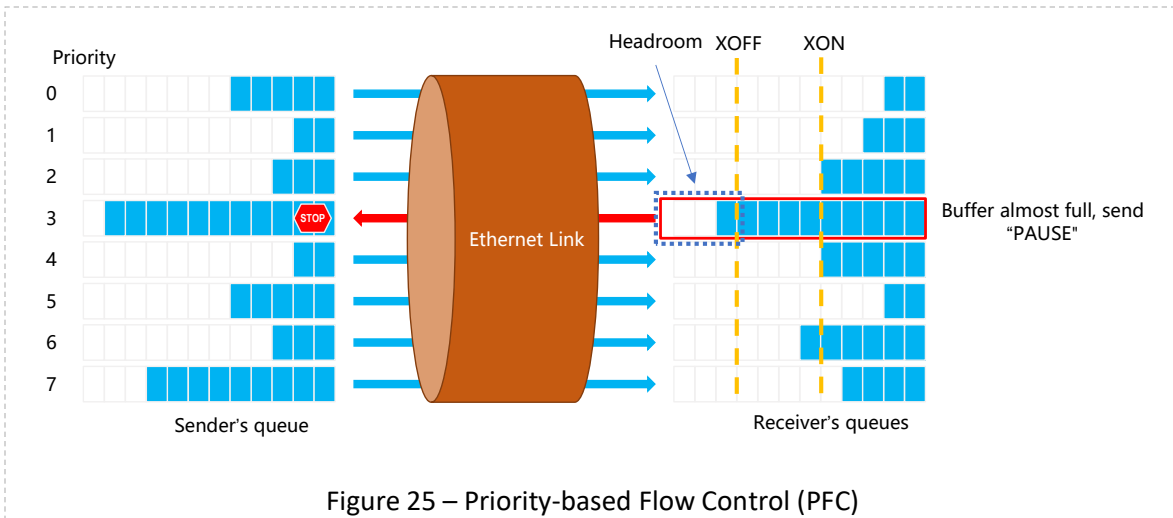 Headroom XOFF XON
Priority
0
1
2
3 STOP
4
5
6
7
Ethernet Link
Buffer almost full, send
“PAUSE"
Sender's queue
Receiver's queues
Figure 25 – Priority-based Flow Control (PFC)